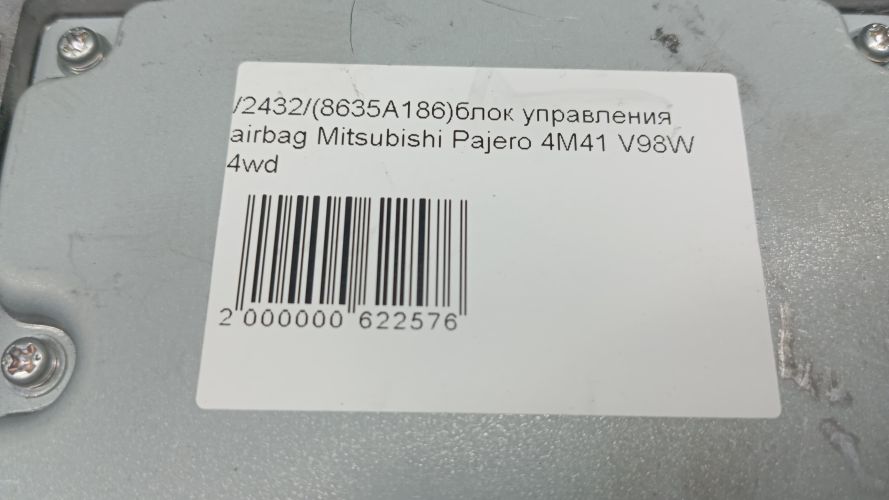 /2432/(8635A186)блок управления
airbag Mitsubishi Pajero 4M41 V98W
4wd
2 000000 622576